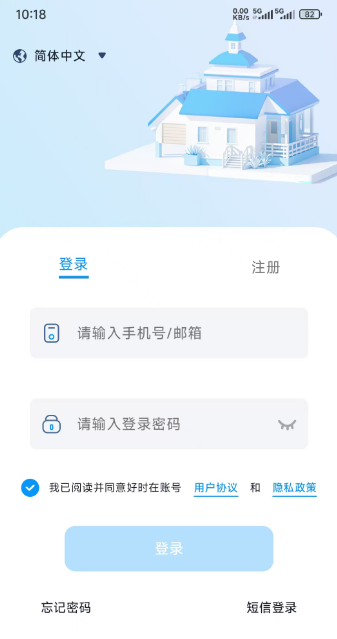 10:18
0.00 KB/s 5G 5G 82
简体中文
登录 注册
请输入手机号/邮箱
请输入登录密码
我已阅读并同意好时在账号 用户协议 和 隐私政策
登录
忘记密码 短信登录